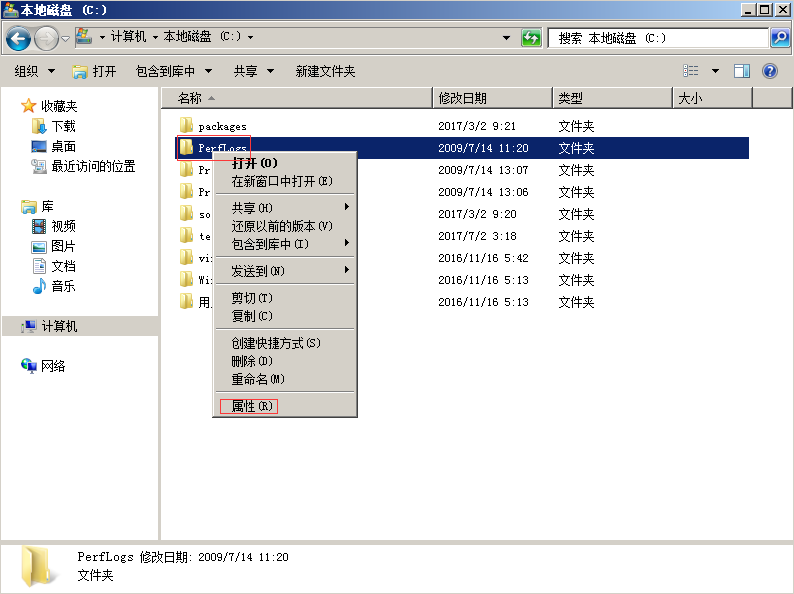 本地磁盘 (C:)
计算机 本地磁盘 (C:)
搜索 本地磁盘 (C:)
组织 打开 包含到库中 共享 新建文件夹
名称 修改日期 类型 大小
收藏夹
下载
桌面
最近访问的位置
库
视频
图片
文档
音乐
计算机
网络
packages 2017/3/2 9:21 文件夹
PerfLogs 2009/7/14 11:20 文件夹
Pr 2009/7/14 13:07 文件夹
Pr 2009/7/14 13:06 文件夹
so 2017/3/2 9:20 文件夹
te 2017/7/2 3:18 文件夹
2016/11/16 5:42 文件夹
2016/11/16 5:13 文件夹
用 2016/11/16 5:13 文件夹
打开(O)
在新窗口中打开(E)
共享(H)
还原以前的版本(V)
包含到库中(I)
发送到(N)
剪切(T)
复制(C)
创建快捷方式(S)
删除(D)
重命名(M)
属性(R)
PerfLogs 修改日期: 2009/7/14 11:20
文件夹